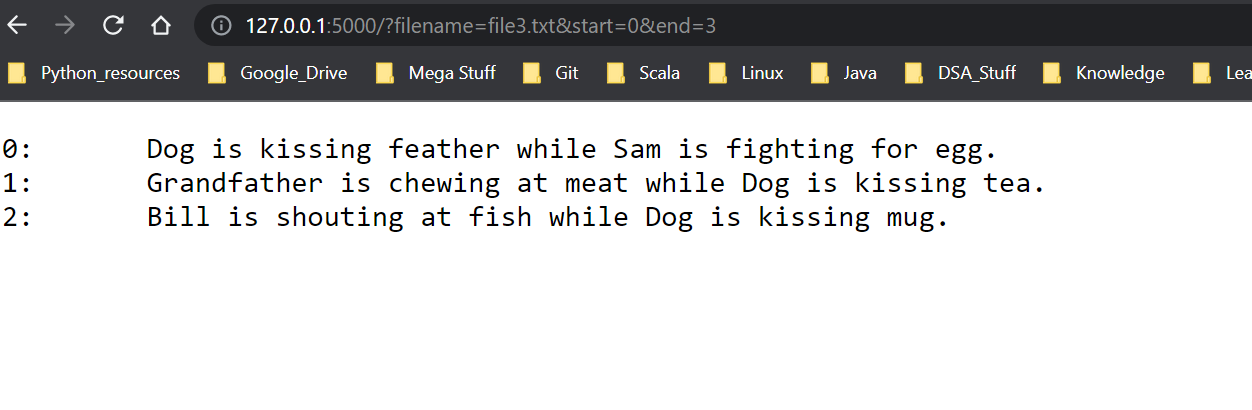 127.0.0.1:5000/?filename=file3.txt&start=0&end=3
Python_resources Google_Drive Mega Stuff Git Scala Linux Java DSA_Stuff Knowledge Lea
0: Dog is kissing feather while Sam is fighting for egg.
1: Grandfather is chewing at meat while Dog is kissing tea.
2: Bill is shouting at fish while Dog is kissing mug.